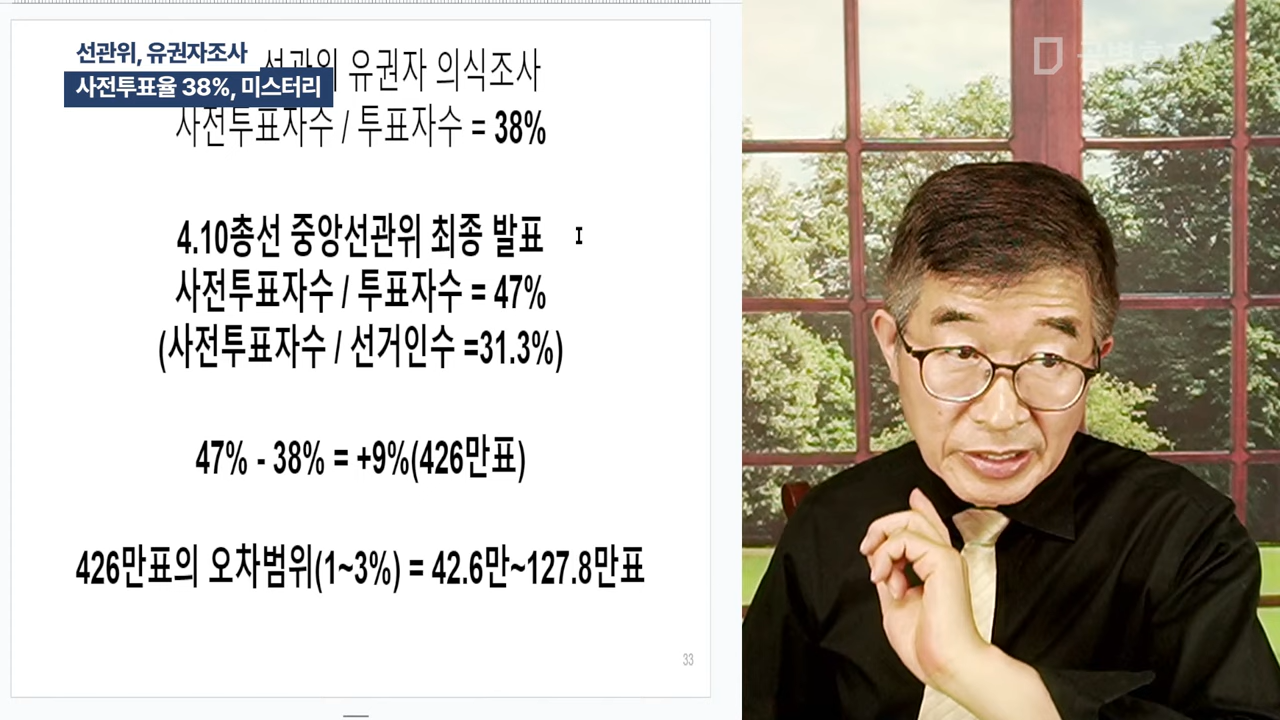 선관위, 유권자조사
사전투표율 38%, 미스터리
선관위 유권자 의식조사
사전투표자수 / 투표자수 = 38%
4.10총선 중앙선관위 최종 발표
사전투표자수 / 투표자수 = 47%
(사전투표자수 / 선거인수 =31.3%)
47% - 38% = +9%(426만표)
426만표의 오차범위(1~3%) = 42.6만~127.8만표
33